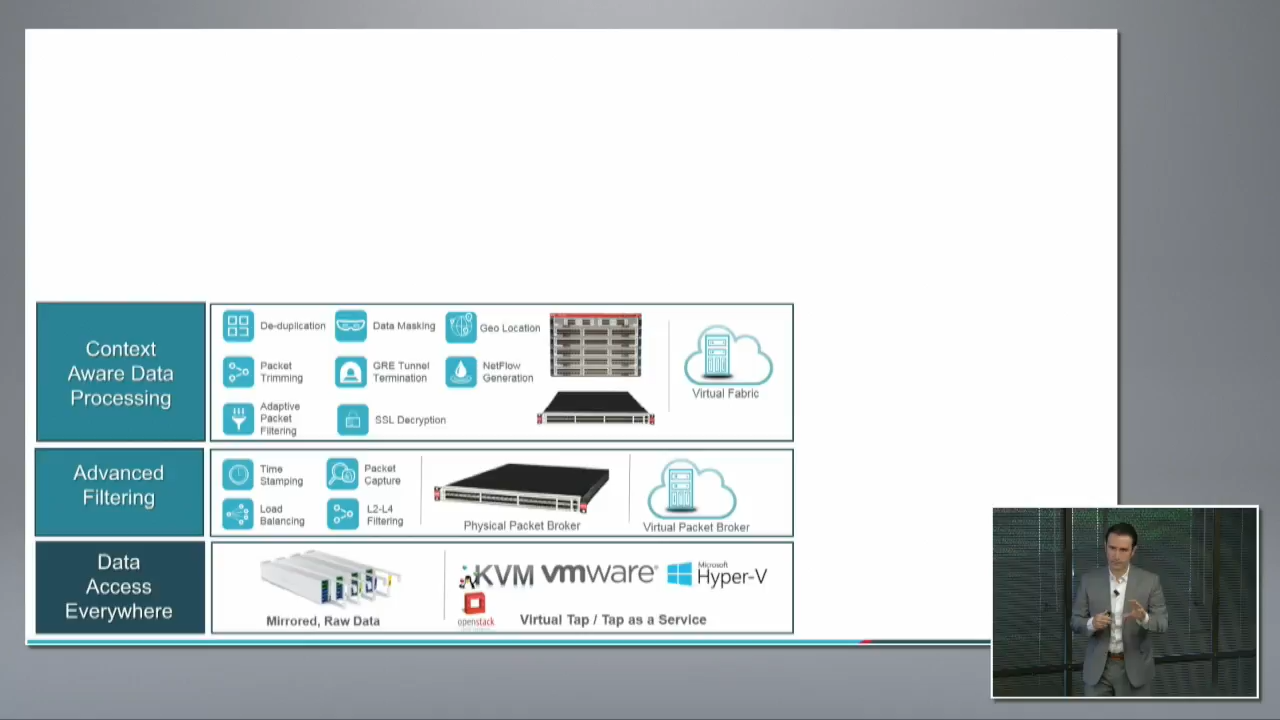 Context
Aware Data
Processing
De-duplication
Data Masking
Geo Location
Packet
Trimming
GRE Tunnel
Termination
NetFlow
Generation
Adaptive
Packet
Filtering
SSL Decryption
Virtual Fabric
Advanced
Filtering
Time
Stamping
Packet
Capture
Load
Balancing
L2-L4
Filtering
Physical Packet Broker
Virtual Packet Broker
Data
Access
Everywhere
Mirrored, Raw Data
KVM
vmware
Microsoft
Hyper-V
openstack
Virtual Tap / Tap as a Service